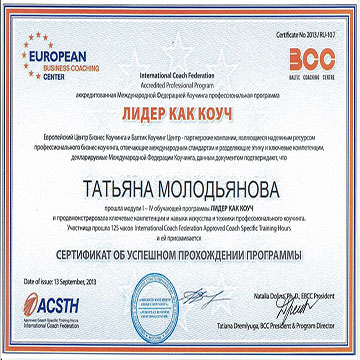 Certificate No 2013 / RU-107
EUROPEAN
BUSINESS COACHING
CENTER
BCC
BALTIC COACHING CENTRE
International Coach Federation
Accredited Professional Program
аккредитованная Международной Федерацией Коучинга профессиональная программа
ЛИДЕР КАК КОУЧ
Европейский Центр Бизнес Коучинга и Балтик Коучинг Центр - партнерские компании, являющиеся надежным ресурсом
профессионального бизнес коучинга, отвечающие международным стандартам и разделяющие этику и ключевые компетенции,
декларируемые Международной Федерации Коучинга, данным документом подтверждают, что
ТАТЬЯНА МОЛОДЬЯНОВА
прошла модули I – IV обучающей программы ЛИДЕР КАК КОУЧ
и продемонстрировала ключевые компетенции и навыки искусства и техники профессионального коучинга.
Участница прошла 125 часов International Coach Federation Approved Coach Specific Training Hours
и ей присваивается
СЕРТИФИКАТ ОБ УСПЕШНОМ ПРОХОЖДЕНИИ ПРОГРАММЫ
Date of issue: 13 September, 2013
Natalia Dolina, Ph.D., EBCC President
ACSTH
Approved Coach Specific Training Hours
International Coach Federation
Tatiana Dremlyuga, BCC President & Program Director